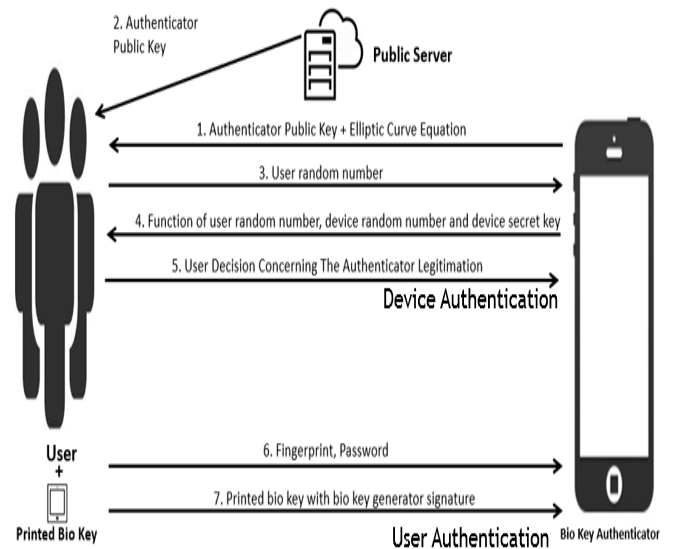 2. Authenticator
Public Key
Public Server
1. Authenticator Public Key + Elliptic Curve Equation
3. User random number
4. Function of user random number, device random number and device secret key
5. User Decision Concerning The Authenticator Legitimation
Device Authentication
6. Fingerprint, Password
User
+
7. Printed bio key with bio key generator signature
Printed Bio Key
User Authentication
Bio Key Authenticator